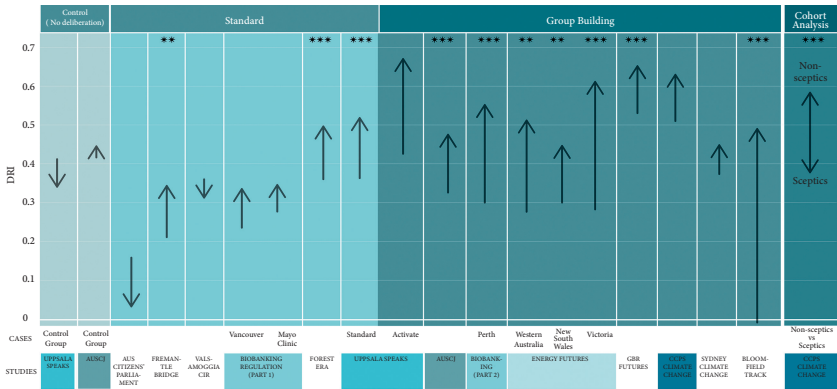 Control
( No deliberation)
Standard
Group Building
Cohort
Analysis
** *** *** *** *** ** ** *** *** *** ***
0.7
0.6
0.5
0.4
0.3
0.2
0.1
0
DRI
Non-
sceptics
Sceptics
CASES
Control
Group
Control
Group
Vancouver
Mayo
Clinic
Standard
Activate
Perth
Western
Australia
New
South
Wales
Victoria
Non-sceptics
vs
Sceptics
STUDIES
UPPSALA
SPEAKS
AUSCJ
AUS
CITIZENS'
PARLIA-
MENT
FREMAN-
TLE
BRIDGE
VALS-
AMOGGIA
CIR
BIOBANKING
REGULATION
(PART 1)
FOREST
ERA
UPPSALA SPEAKS
AUSCJ
BIOBANK-
ING
(PART 2)
ENERGY FUTURES
GBR
FUTURES
CCPS
CLIMATE
CHANGE
SYDNEY
CLIMATE
CHANGE
BLOOM-
FIELD
TRACK
CCPS
CLIMATE
CHANGE